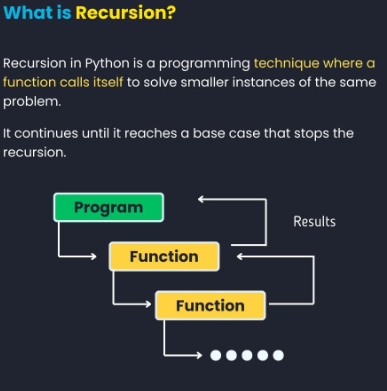 What is Recursion?
Recursion in Python is a programming technique where a
function calls itself to solve smaller instances of the same
problem.
It continues until it reaches a base case that stops the
recursion.
Program
Results
Function
Function